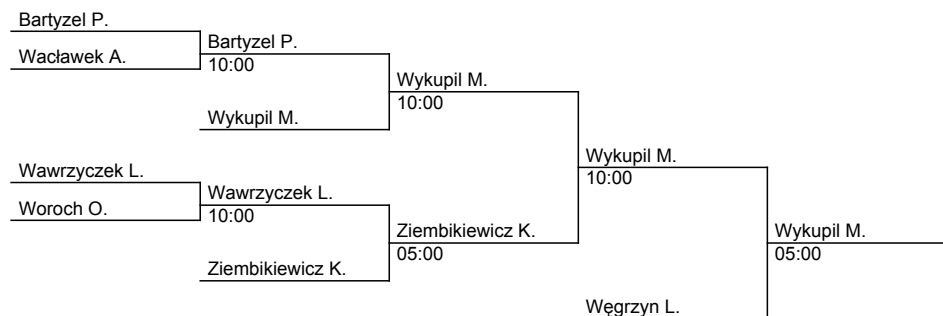 Bartyzel P.
Wacławek A.
Bartyzel P.
10:00
Wykupil M.
Wykupil M.
10:00
Wawrzyczek L.
Woroch O.
Wawrzyczek L.
10:00
Ziembikiewicz K.
Ziembikiewicz K.
05:00
Wykupil M.
10:00
Węgrzyn L.
Wykupil M.
05:00